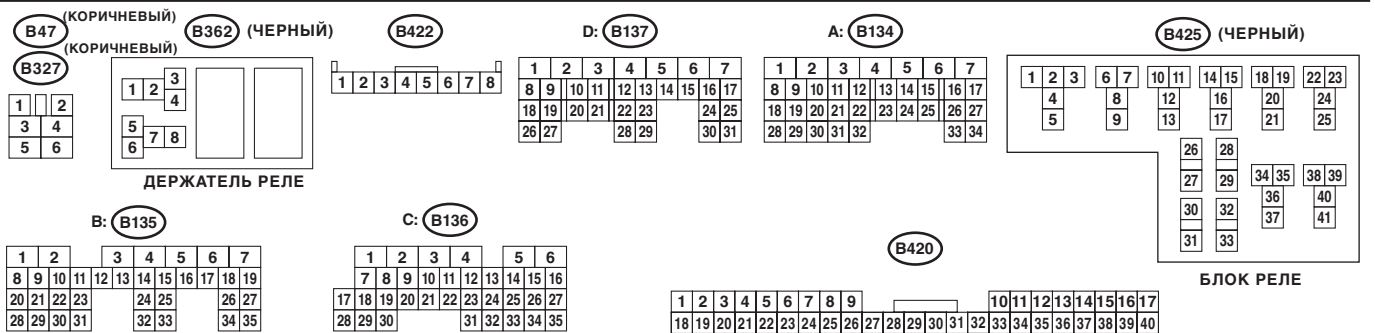 B47 (КОРИЧНЕВЫЙ)
B327 (КОРИЧНЕВЫЙ)
1 2
3 4
5 6
B362 (ЧЕРНЫЙ)
1 2 3
4
5
6 7 8
ДЕРЖАТЕЛЬ РЕЛЕ
B422
1 2 3 4 5 6 7 8
D: B137
1 2 3 4 5 6 7
8 9 10 11 12 13 14 15 16 17
18 19 20 21 22 23 24 25
26 27 28 29 30 31
A: B134
1 2 3 4 5 6 7
8 9 10 11 12 13 14 15 16 17
18 19 20 21 22 23 24 25 26 27
28 29 30 31 32 33 34
B425 (ЧЕРНЫЙ)
1 2 3 6 7 10 11 14 15 18 19 22 23
4 8 12 16 20 24
5 9 13 17 21 25
26 28
27 29 34 35 38 39
36 40
30 32 37 41
31 33
БЛОК РЕЛЕ
B: B135
1 2 3 4 5 6 7
8 9 10 11 12 13 14 15 16 17 18 19
20 21 22 23 24 25 26 27
28 29 30 31 32 33 34 35
C: B136
1 2 3 4 5 6
7 8 9 10 11 12 13 14 15 16
17 18 19 20 21 22 23 24 25 26 27
28 29 30 31 32 33 34 35
B420
1 2 3 4 5 6 7 8 9 10 11 12 13 14 15 16 17
18 19 20 21 22 23 24 25 26 27 28 29 30 31 32 33 34 35 36 37 38 39 40